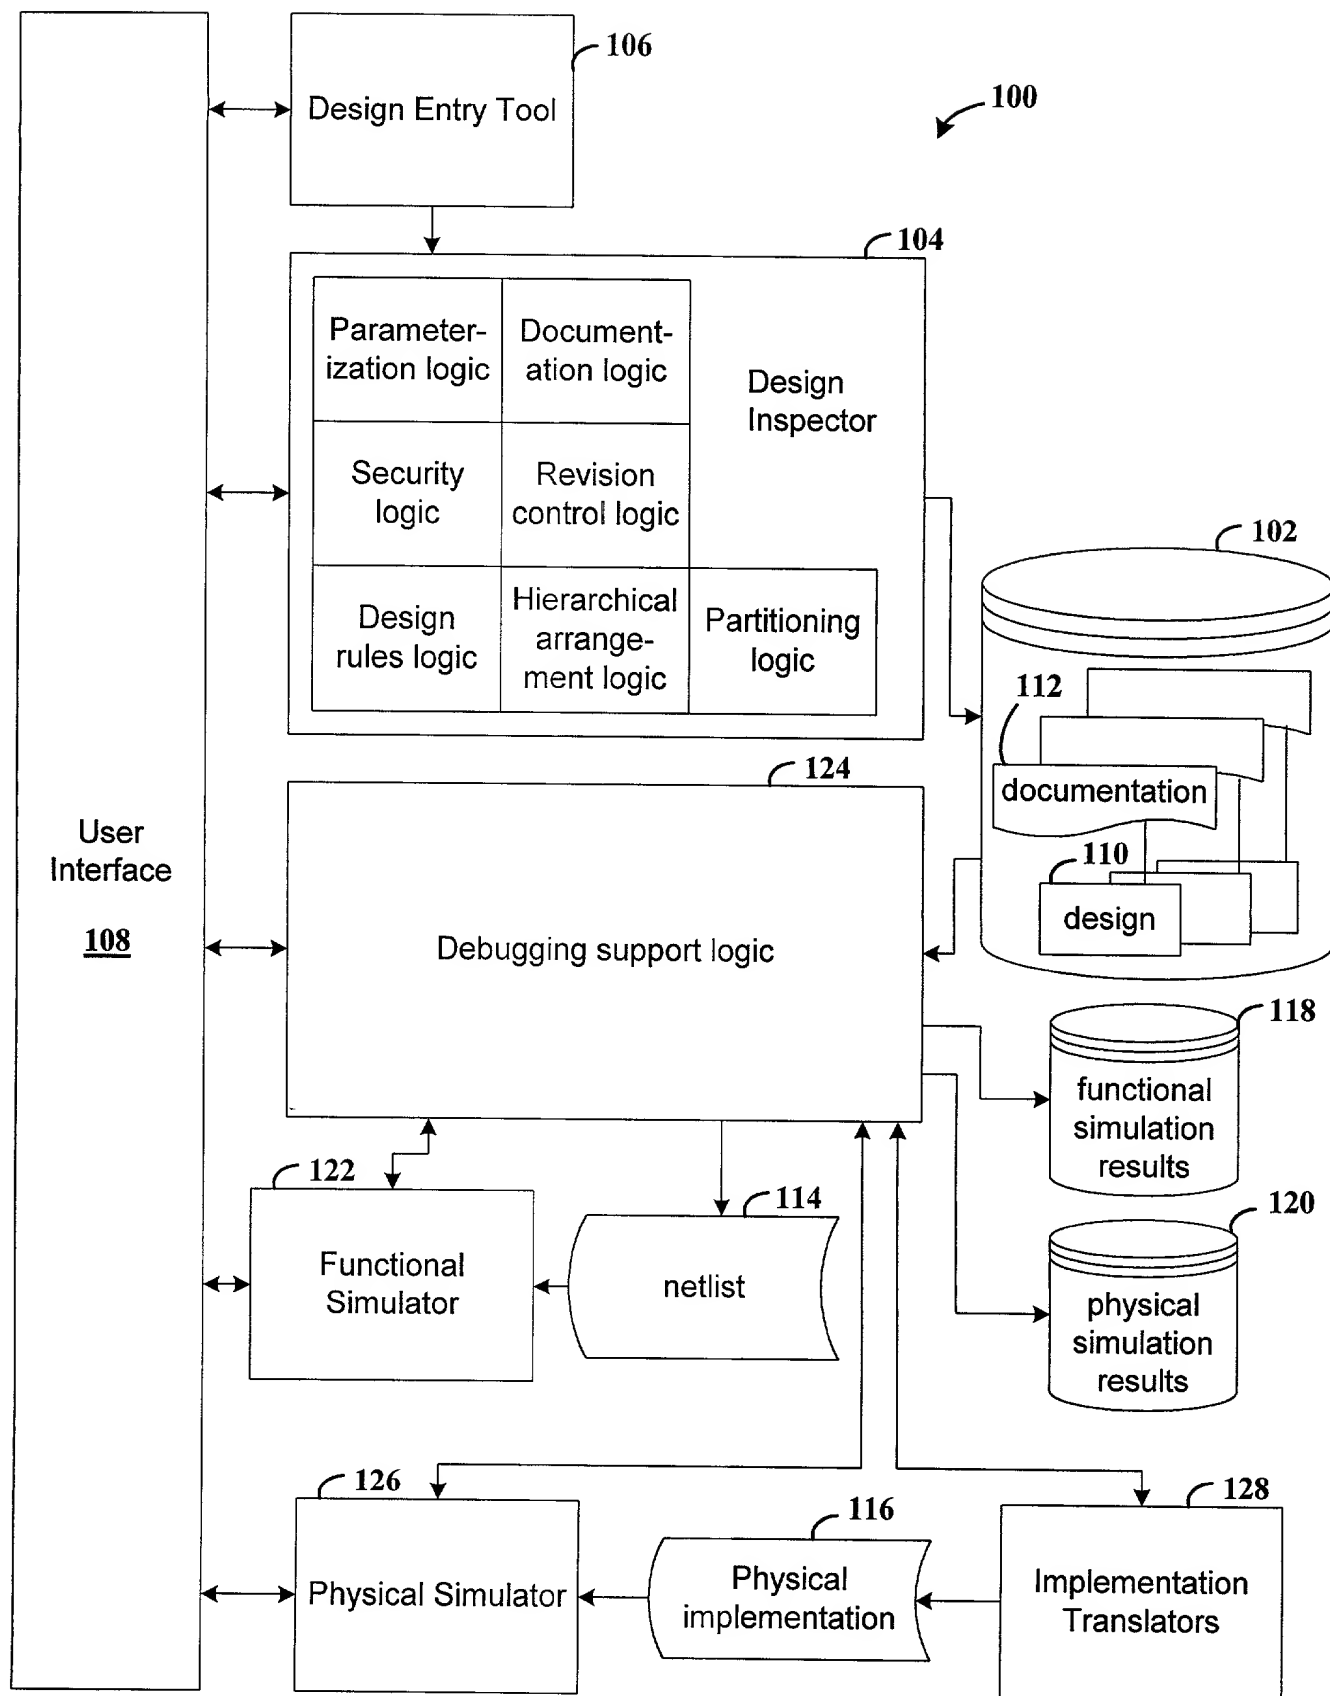 106
Design Entry Tool
100
104
Parameter-
ization logic
Document-
ation logic
Design
Inspector
Security
logic
Revision
control logic
Design
rules logic
Hierarchical
arrange-
ment logic
Partitioning
logic
102
112
documentation
110
design
124
Debugging support logic
User
Interface
108
118
functional
simulation
results
122
Functional
Simulator
114
netlist
120
physical
simulation
results
126
Physical Simulator
116
Physical
implementation
128
Implementation
Translators